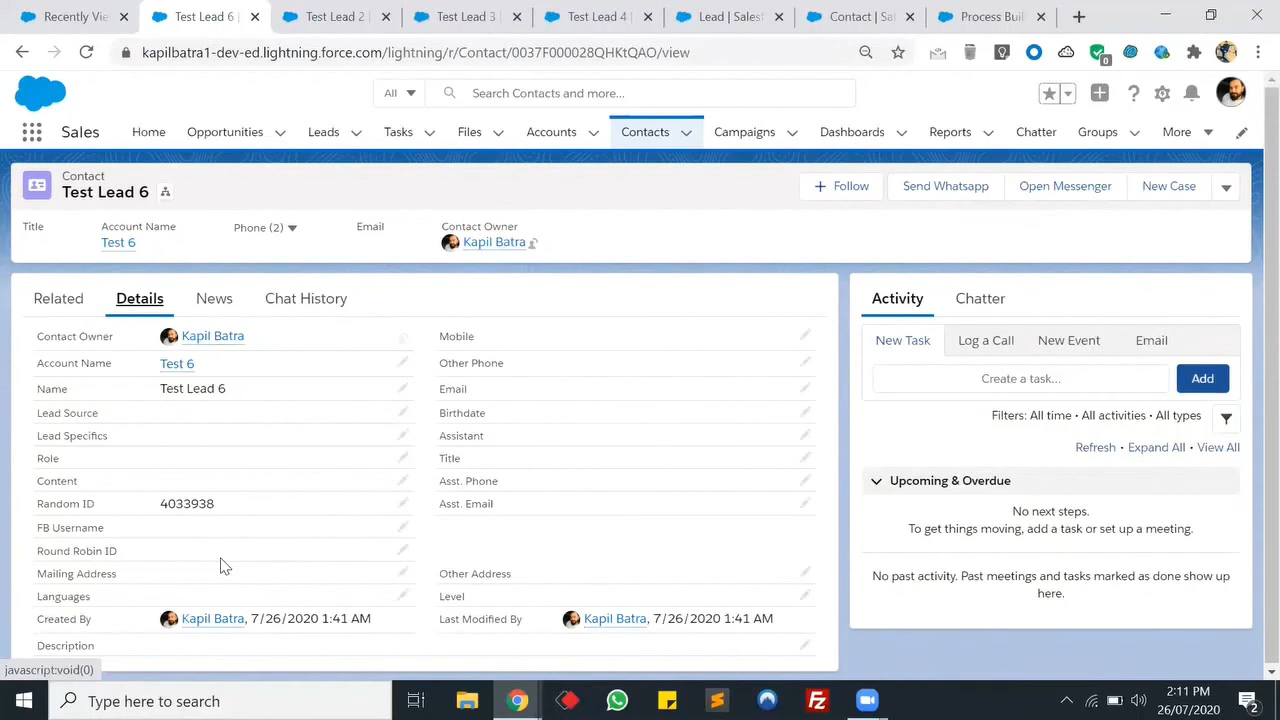 Recently Vie
Test Lead 6 |
Test Lead 2 |
Test Lead 3 |
Test Lead 4 |
Lead | Salest
Contact | Sal
Process Buil
kapilbatra1-dev-ed.lightning.force.com/lightning/r/Contact/0037F000028QHKtQAO/view
0
All
Search Contacts and more...
Sales
Home
Opportunities
Leads
Tasks
Files
Accounts
Contacts
Campaigns
Dashboards
Reports
Chatter
Groups
More
Contact
Test Lead 6
Follow
Send Whatsapp
Open Messenger
New Case
Title
Account Name
Phone (2)
Email
Contact Owner
Test 6
Kapil Batra
Related
Details
News
Chat History
Contact Owner
Kapil Batra
Mobile
Account Name
Test 6
Other Phone
Name
Test Lead 6
Email
Lead Source
Birthdate
Lead Specifics
Assistant
Role
Title
Content
Asst. Phone
Random ID
4033938
Asst. Email
FB Username
Round Robin ID
Mailing Address
Other Address
Languages
Level
Created By
Kapil Batra, 7/26/2020 1:41 AM
Last Modified By
Kapil Batra, 7/26/2020 1:41 AM
Description
Activity
Chatter
New Task
Log a Call
New Event
Email
Create a task...
Add
Filters: All time • All activities • All types
Refresh • Expand All • View All
Upcoming & Overdue
No next steps.
To get things moving, add a task or set up a meeting.
No past activity. Past meetings and tasks marked as done show up
here.
javascript:void(0)
Type here to search
2:11 PM
26/07/2020
2